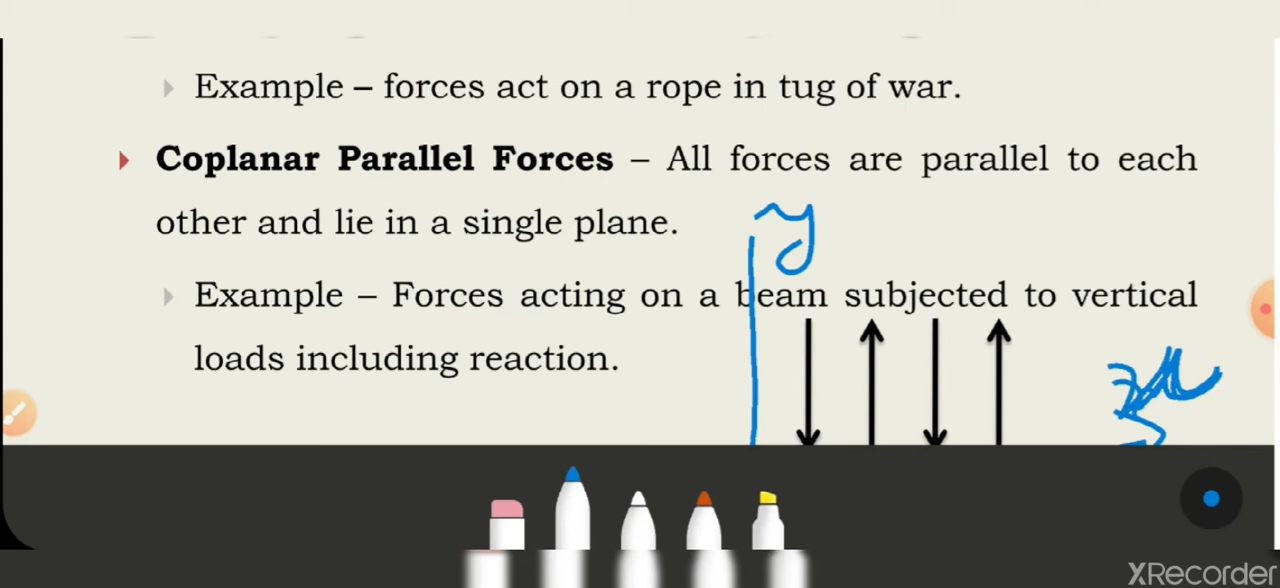 Example – forces act on a rope in tug of war.
Coplanar Parallel Forces – All forces are parallel to each
other and lie in a single plane.
y
Example – Forces acting on a beam subjected to vertical
loads including reaction.
XRecorder